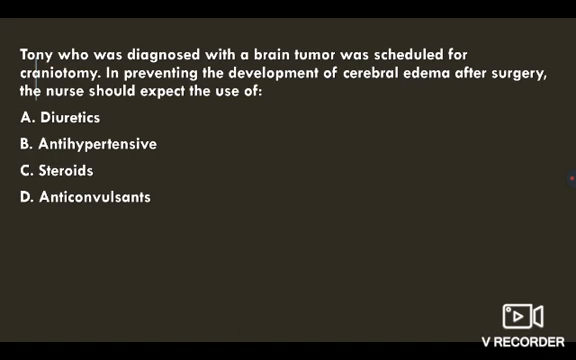 Tony who was diagnosed with a brain tumor was scheduled for
craniotomy. In preventing the development of cerebral edema after surgery,
the nurse should expect the use of:
A. Diuretics
B. Antihypertensive
C. Steroids
D. Anticonvulsants
V RECORDER